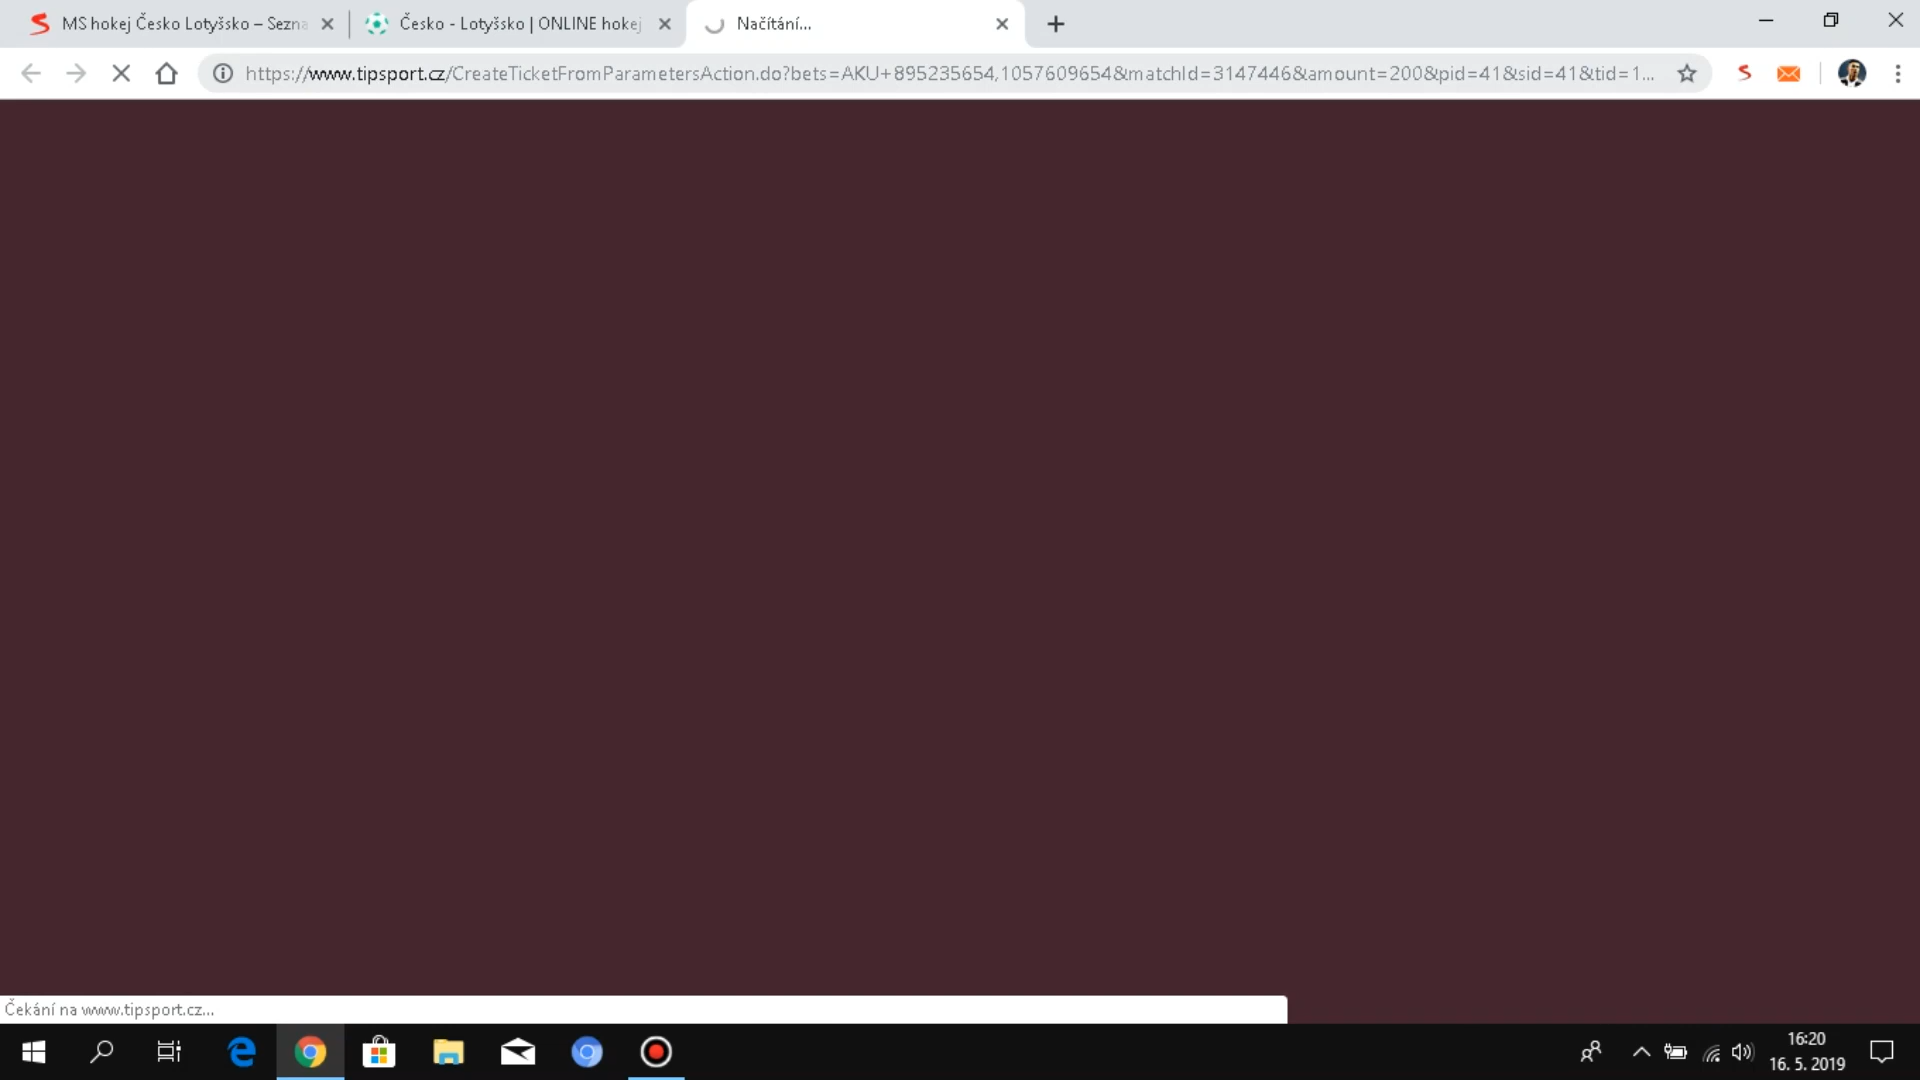 MS hokej Česko Lotyšsko – Sezna
Česko - Lotyšsko | ONLINE hokej
Načítání...
https://www.tipsport.cz/CreateTicketFromParametersAction.do?bets=AKU+895235654,1057609654&matchId=3147446&amount=200&pid=41&sid=41&tid=1...
Čekání na www.tipsport.cz...
16:20
16. 5. 2019